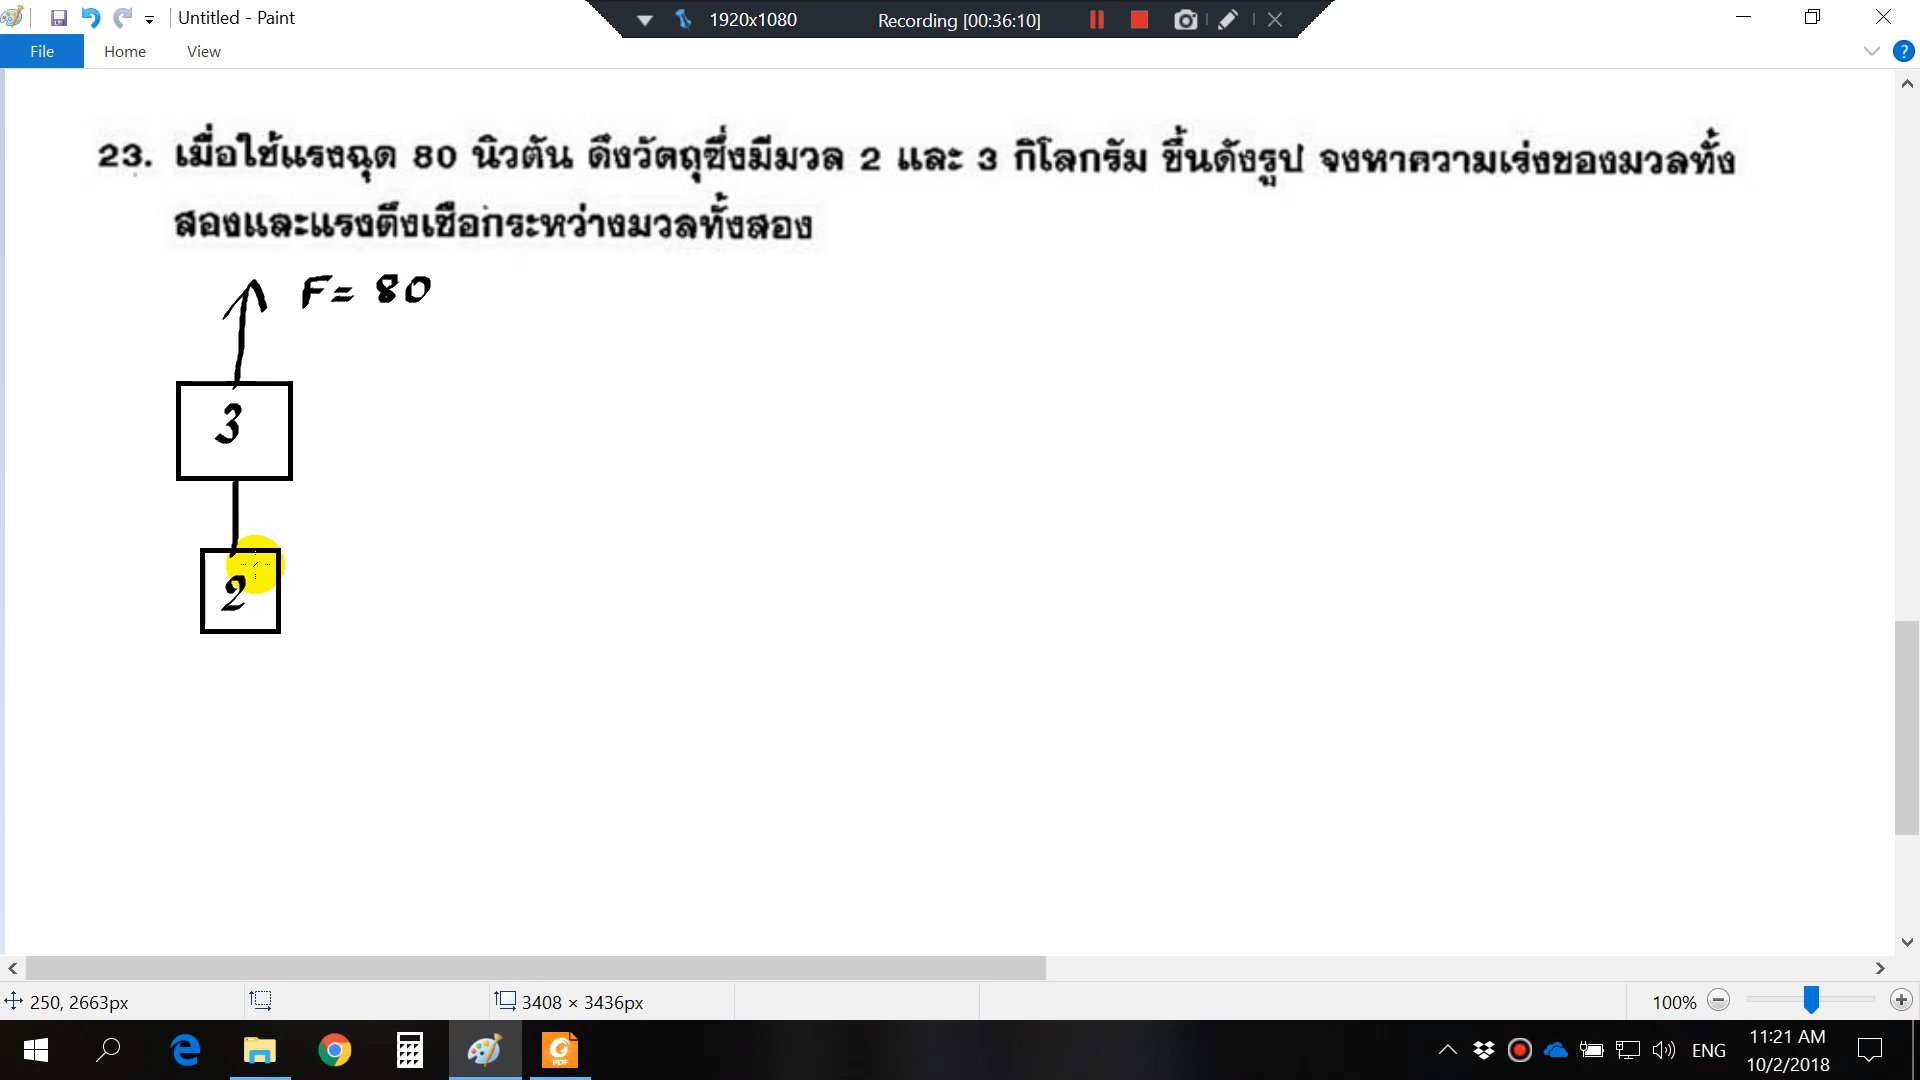 Untitled - Paint
1920x1080
Recording [00:36:10]
File
Home
View
?
23. เมื่อใช้แรงฉุด 80 นิวตัน ดึงวัตถุซึ่งมีมวล 2 และ 3 กิโลกรัม ขึ้นดังรูป จงหาความเร่งของมวลทั้ง
สองและแรงตึงเชือกระหว่างมวลทั้งสอง
F= 80
3
2
250, 2663px
3408 × 3436px
100%
PDF
ENG
11:21 AM
10/2/2018